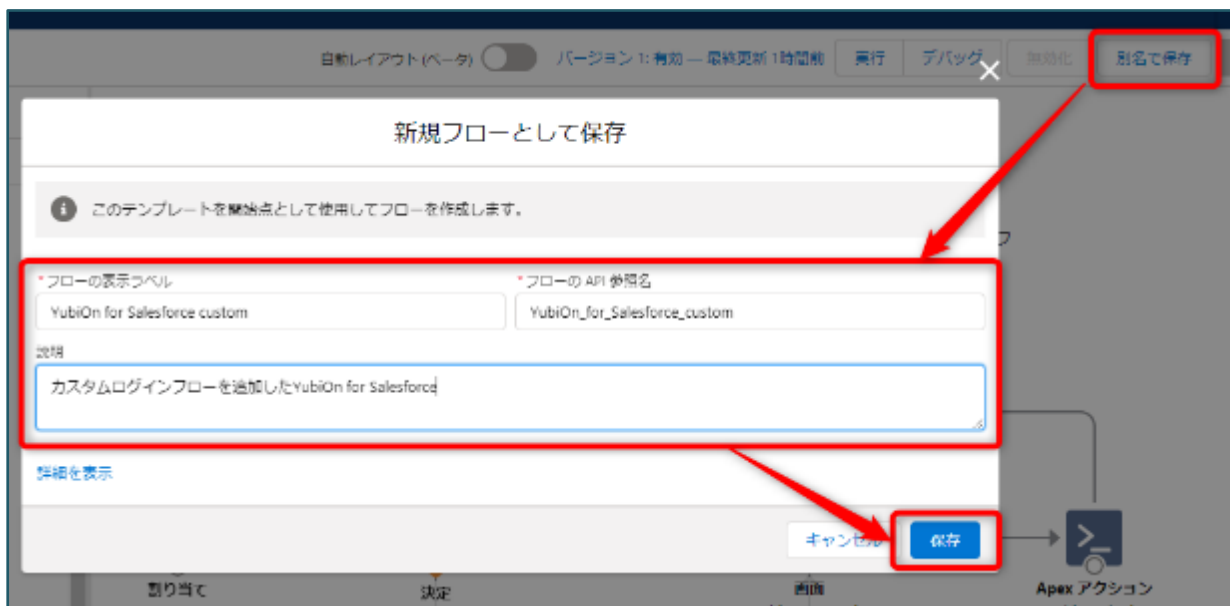 自動レイアウト (ベータ) バージョン 1: 有効 — 最終更新 1時間前 実行 デバッグ 無効化 別名で保存
新規フローとして保存
このテンプレートを開始点として使用してフローを作成します。
*フローの表示ラベル *フローの API 参照名
YubiOn for Salesforce custom YubiOn_for_Salesforce_custom
説明
カスタムログインフローを追加したYubiOn for Salesforce
詳細を表示
キャンセル 保存
割り当て 決定 画面 Apex アクション